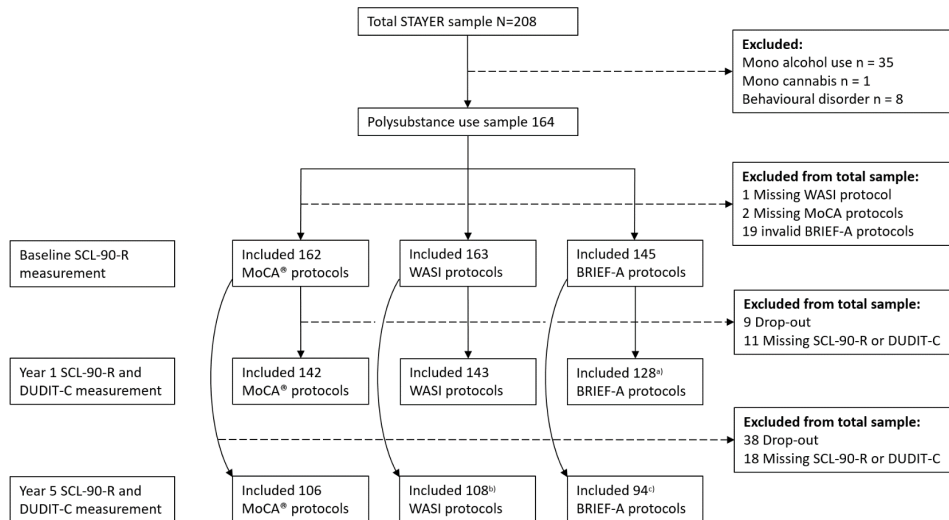 Total STAYER sample N=208
Excluded:
Mono alcohol use n = 35
Mono cannabis n = 1
Behavioural disorder n = 8
Polysubstance use sample 164
Excluded from total sample:
1 Missing WASI protocol
2 Missing MoCA protocols
19 invalid BRIEF-A protocols
Baseline SCL-90-R
measurement
Included 162
MoCA® protocols
Included 163
WASI protocols
Included 145
BRIEF-A protocols
Excluded from total sample:
9 Drop-out
11 Missing SCL-90-R or DUDIT-C
Year 1 SCL-90-R and
DUDIT-C measurement
Included 142
MoCA® protocols
Included 143
WASI protocols
Included 128ᵃ⁾
BRIEF-A protocols
Excluded from total sample:
38 Drop-out
18 Missing SCL-90-R or DUDIT-C
Year 5 SCL-90-R and
DUDIT-C measurement
Included 106
MoCA® protocols
Included 108ᵇ⁾
WASI protocols
Included 94ᶜ⁾
BRIEF-A protocols